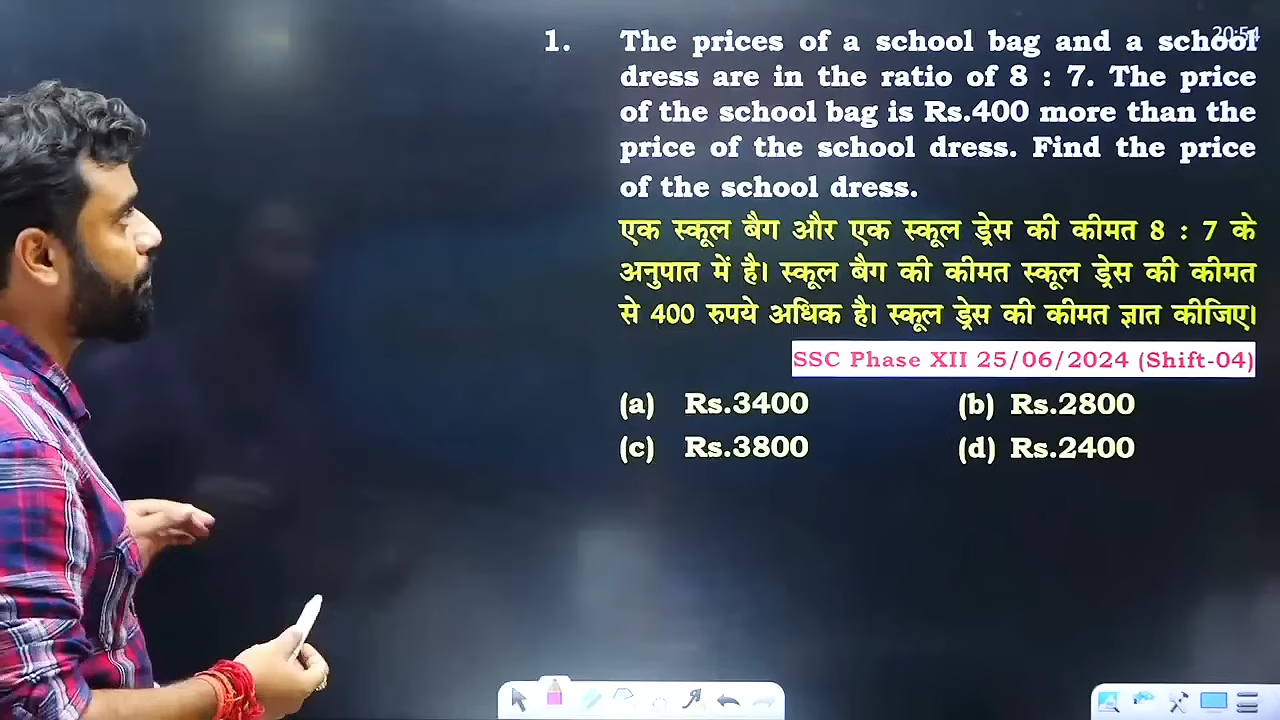 20:54
1. The prices of a school bag and a school
dress are in the ratio of 8 : 7. The price
of the school bag is Rs.400 more than the
price of the school dress. Find the price
of the school dress.
एक स्कूल बैग और एक स्कूल ड्रेस की कीमत 8 : 7 के
अनुपात में है। स्कूल बैग की कीमत स्कूल ड्रेस की कीमत
से 400 रुपये अधिक है। स्कूल ड्रेस की कीमत ज्ञात कीजिए।
SSC Phase XII 25/06/2024 (Shift-04)
(a) Rs.3400 (b) Rs.2800
(c) Rs.3800 (d) Rs.2400